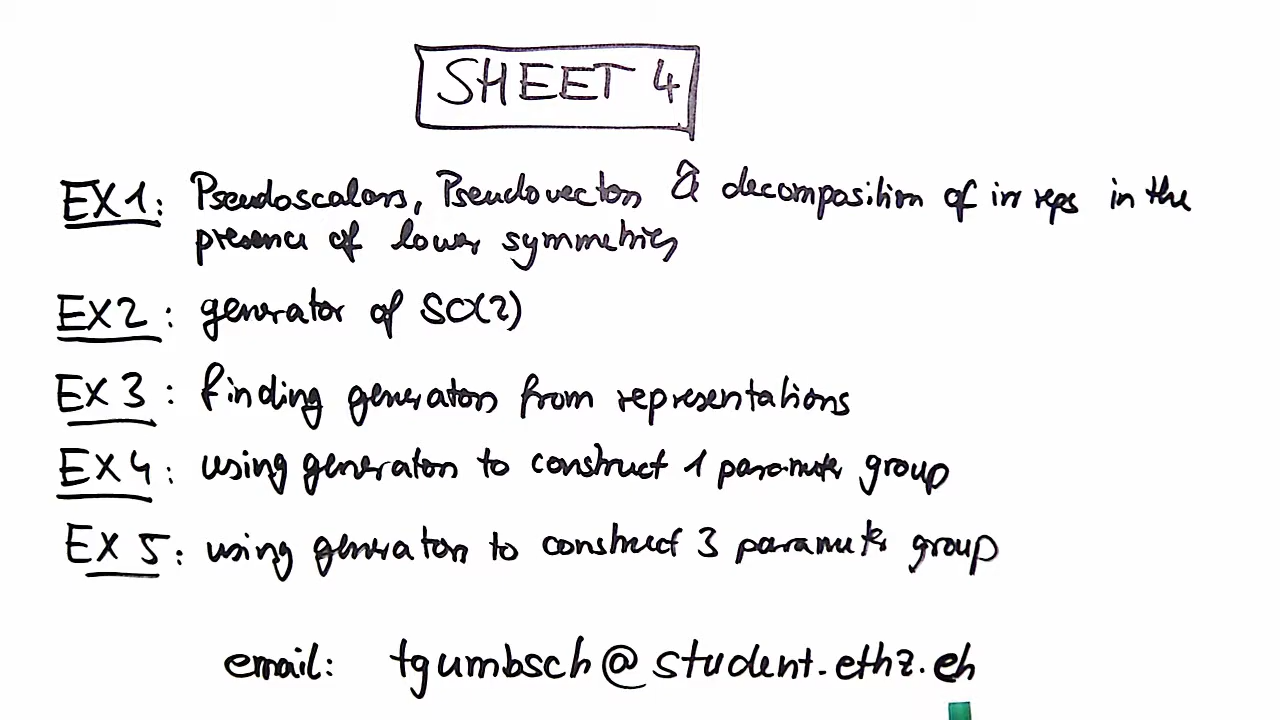 SHEET 4
EX1: Pseudoscalars, Pseudovectors & decomposition of irreps in the
presence of lower symmetries
EX2: generator of SO(2)
EX3: finding generators from representations
EX4: using generators to construct 1 parameter group
EX5: using generators to construct 3 parameter group
email: tgumbsch@student.ethz.ch